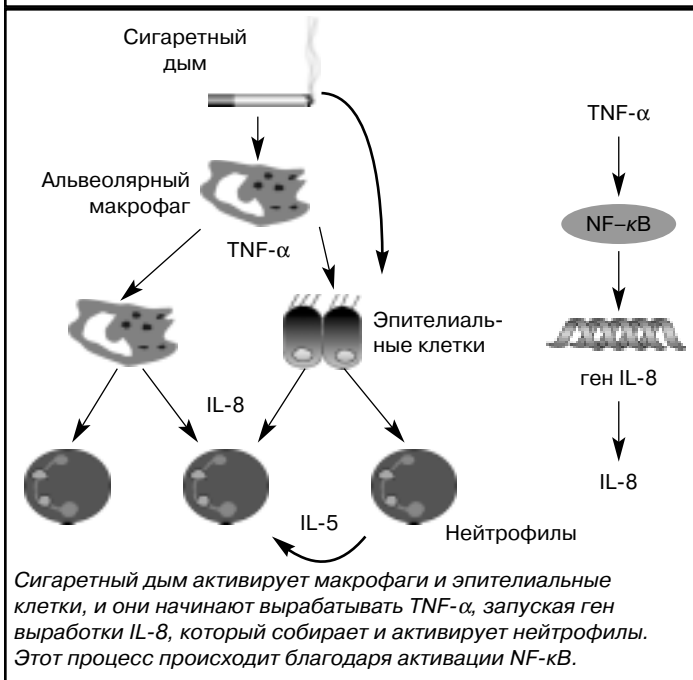 Сигаретный
дым
Альвеолярный
макрофаг
TNF-α
Эпителиаль-
ные клетки
IL-8
IL-5
Нейтрофилы
TNF-α
NF–κB
ген IL-8
IL-8
Сигаретный дым активирует макрофаги и эпителиальные
клетки, и они начинают вырабатывать TNF-α, запуская ген
выработки IL-8, который собирает и активирует нейтрофилы.
Этот процесс происходит благодаря активации NF-κB.